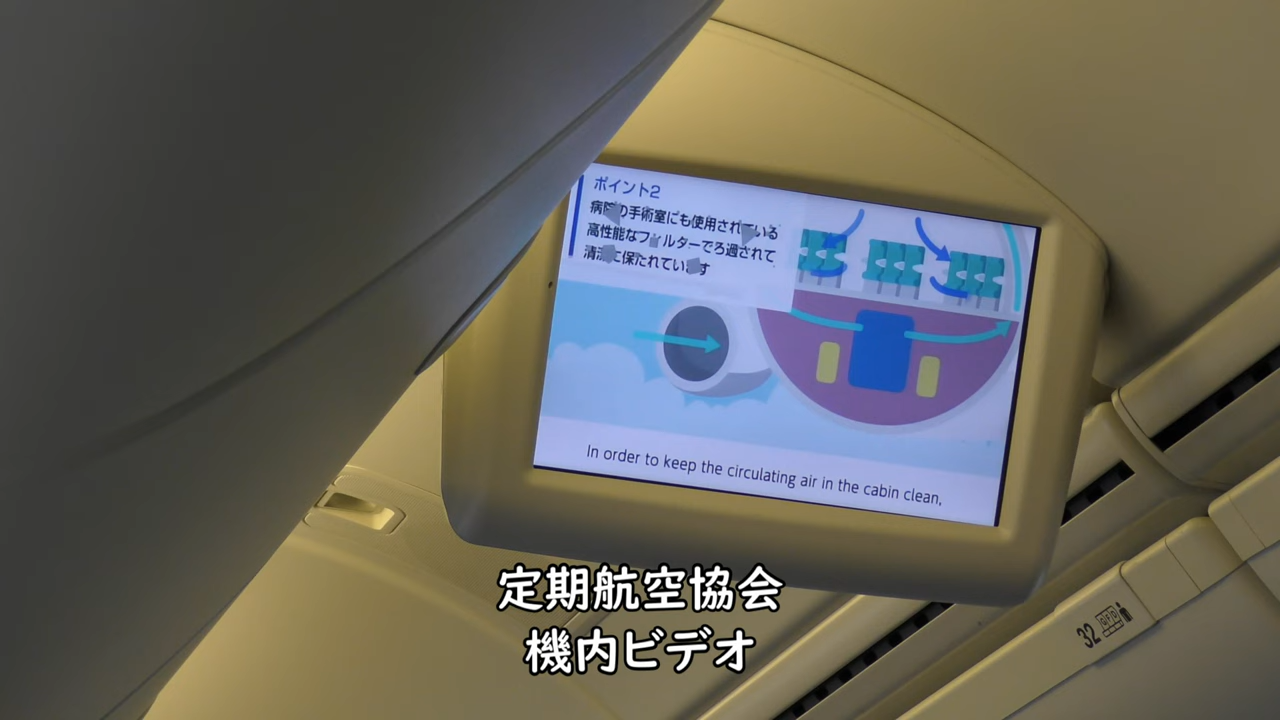 ポイント2
病院の手術室にも使用されている
高性能なフィルターでろ過されて
清潔に保たれています
In order to keep the circulating air in the cabin clean,
定期航空協会
機内ビデオ
32